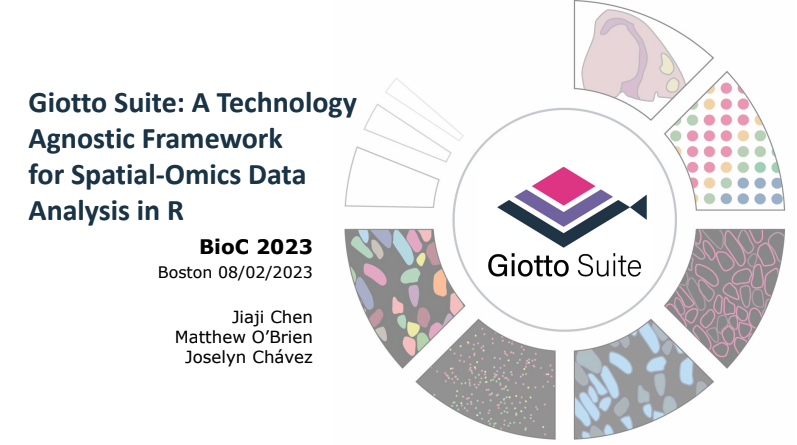 Giotto Suite: A Technology
Agnostic Framework
for Spatial-Omics Data
Analysis in R
BioC 2023
Boston 08/02/2023
Jiaji Chen
Matthew O’Brien
Joselyn Chávez
Giotto Suite